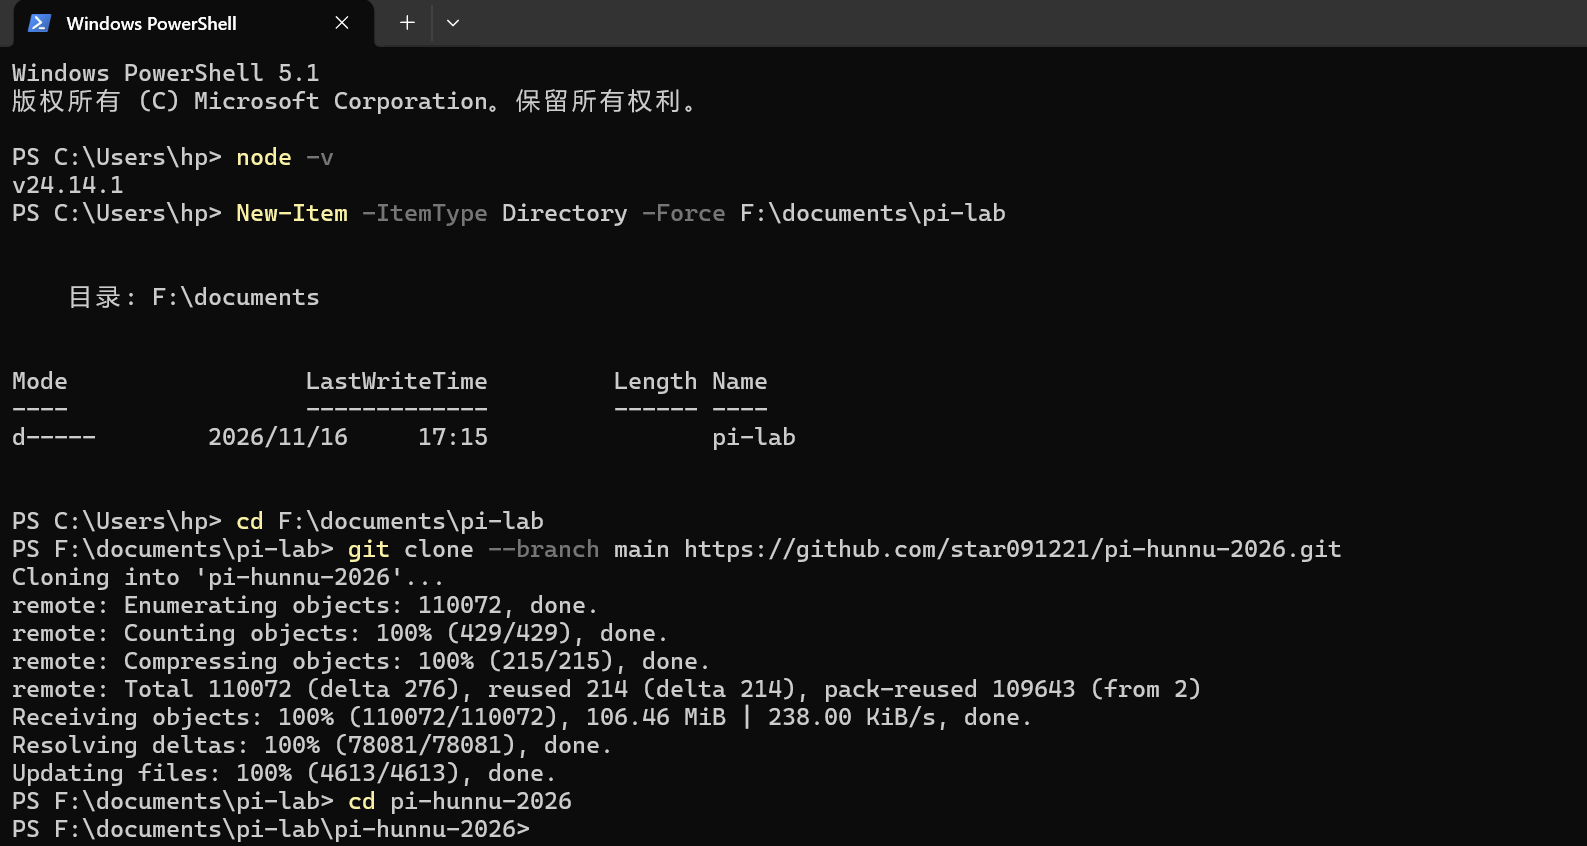 Windows PowerShell
Windows PowerShell 5.1
版权所有 (C) Microsoft Corporation。保留所有权利。
PS C:\Users\hp> node -v
v24.14.1
PS C:\Users\hp> New-Item -ItemType Directory -Force F:\documents\pi-lab
目录: F:\documents
Mode                 LastWriteTime         Length Name
----                 -------------         ------ ----
d-----        2026/11/16     17:15                pi-lab
PS C:\Users\hp> cd F:\documents\pi-lab
PS F:\documents\pi-lab> git clone --branch main https://github.com/star091221/pi-hunnu-2026.git
Cloning into 'pi-hunnu-2026'...
remote: Enumerating objects: 110072, done.
remote: Counting objects: 100% (429/429), done.
remote: Compressing objects: 100% (215/215), done.
remote: Total 110072 (delta 276), reused 214 (delta 214), pack-reused 109643 (from 2)
Receiving objects: 100% (110072/110072), 106.46 MiB | 238.00 KiB/s, done.
Resolving deltas: 100% (78081/78081), done.
Updating files: 100% (4613/4613), done.
PS F:\documents\pi-lab> cd pi-hunnu-2026
PS F:\documents\pi-lab\pi-hunnu-2026>